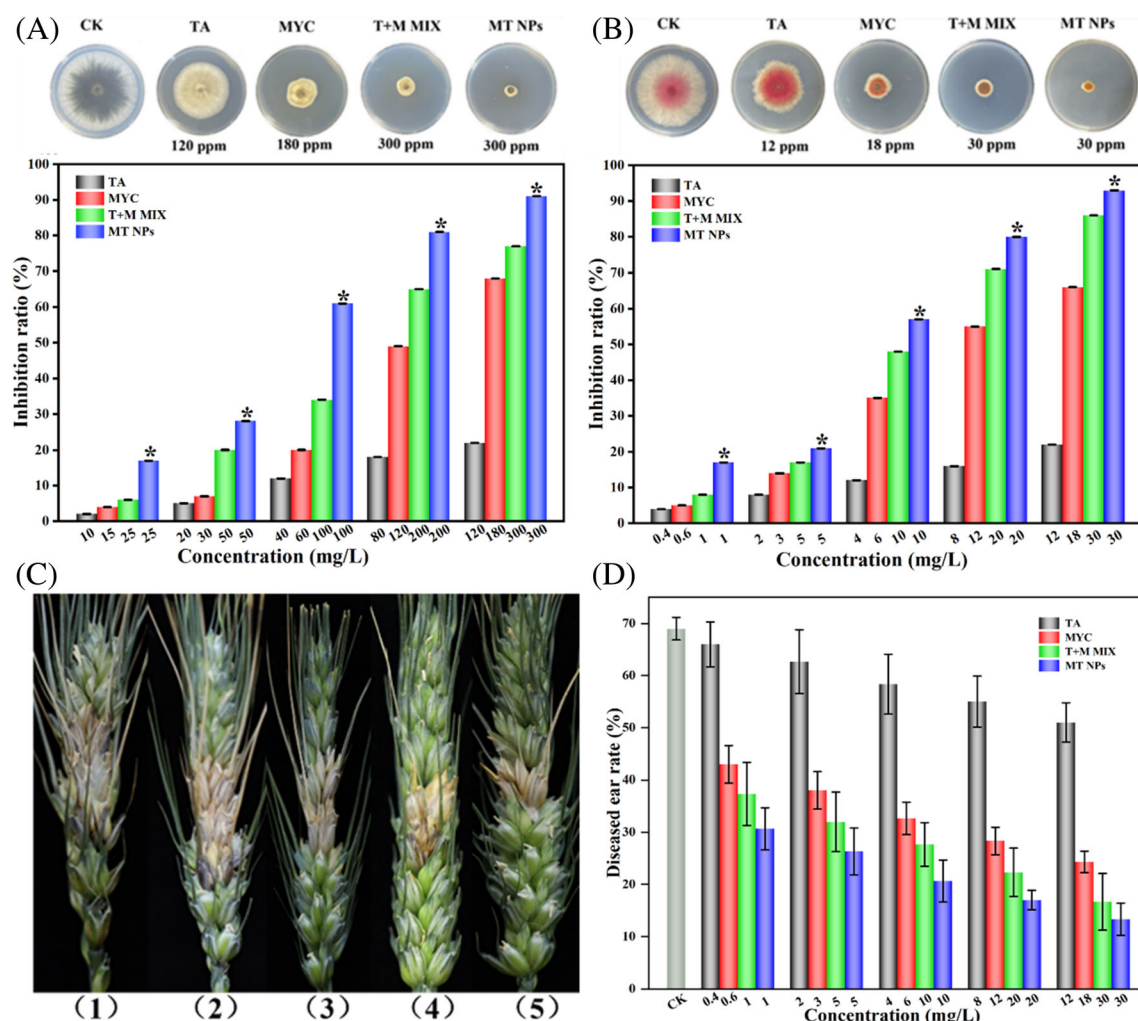 (A)
CK TA MYC T+M MIX MT NPs
120 ppm 180 ppm 300 ppm 300 ppm
Inhibition ratio (%)
100
90
80
70
60
50
40
30
20
10
0
TA
MYC
T+M MIX
MT NPs
* * * * *
10 15 25 25 20 30 50 50 40 60 100 100 80 120 200 200 120 180 300 300
Concentration (mg/L)
(B)
CK TA MYC T+M MIX MT NPs
12 ppm 18 ppm 30 ppm 30 ppm
Inhibition ratio (%)
100
90
80
70
60
50
40
30
20
10
0
TA
MYC
T+M MIX
MT NPs
* * * * *
0.4 0.6 1 1 2 3 5 5 4 6 10 10 8 12 20 20 12 18 30 30
Concentration (mg/L)
(C)
(1) (2) (3) (4) (5)
(D)
Diseased ear rate (%)
70
60
50
40
30
20
10
0
TA
MYC
T+M MIX
MT NPs
CK 0.4 0.6 1 1 2 3 5 5 4 6 10 10 8 12 20 20 12 18 30 30
Concentration (mg/L)